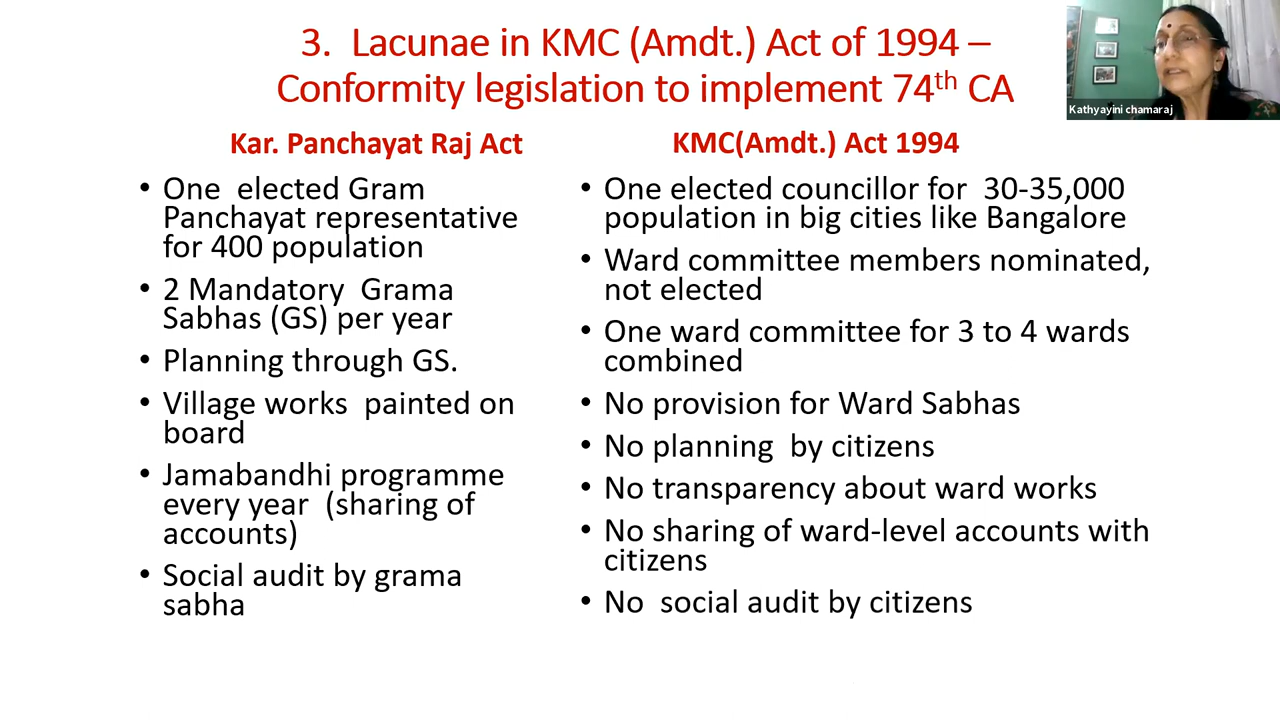 3. Lacunae in KMC (Amdt.) Act of 1994 –
Conformity legislation to implement 74th CA
Kathyayini chamaraj
Kar. Panchayat Raj Act
• One elected Gram
Panchayat representative
for 400 population
• 2 Mandatory Grama
Sabhas (GS) per year
• Planning through GS.
• Village works painted on
board
• Jamabandhi programme
every year (sharing of
accounts)
• Social audit by grama
sabha
KMC(Amdt.) Act 1994
• One elected councillor for 30-35,000
population in big cities like Bangalore
• Ward committee members nominated,
not elected
• One ward committee for 3 to 4 wards
combined
• No provision for Ward Sabhas
• No planning by citizens
• No transparency about ward works
• No sharing of ward-level accounts with
citizens
• No social audit by citizens